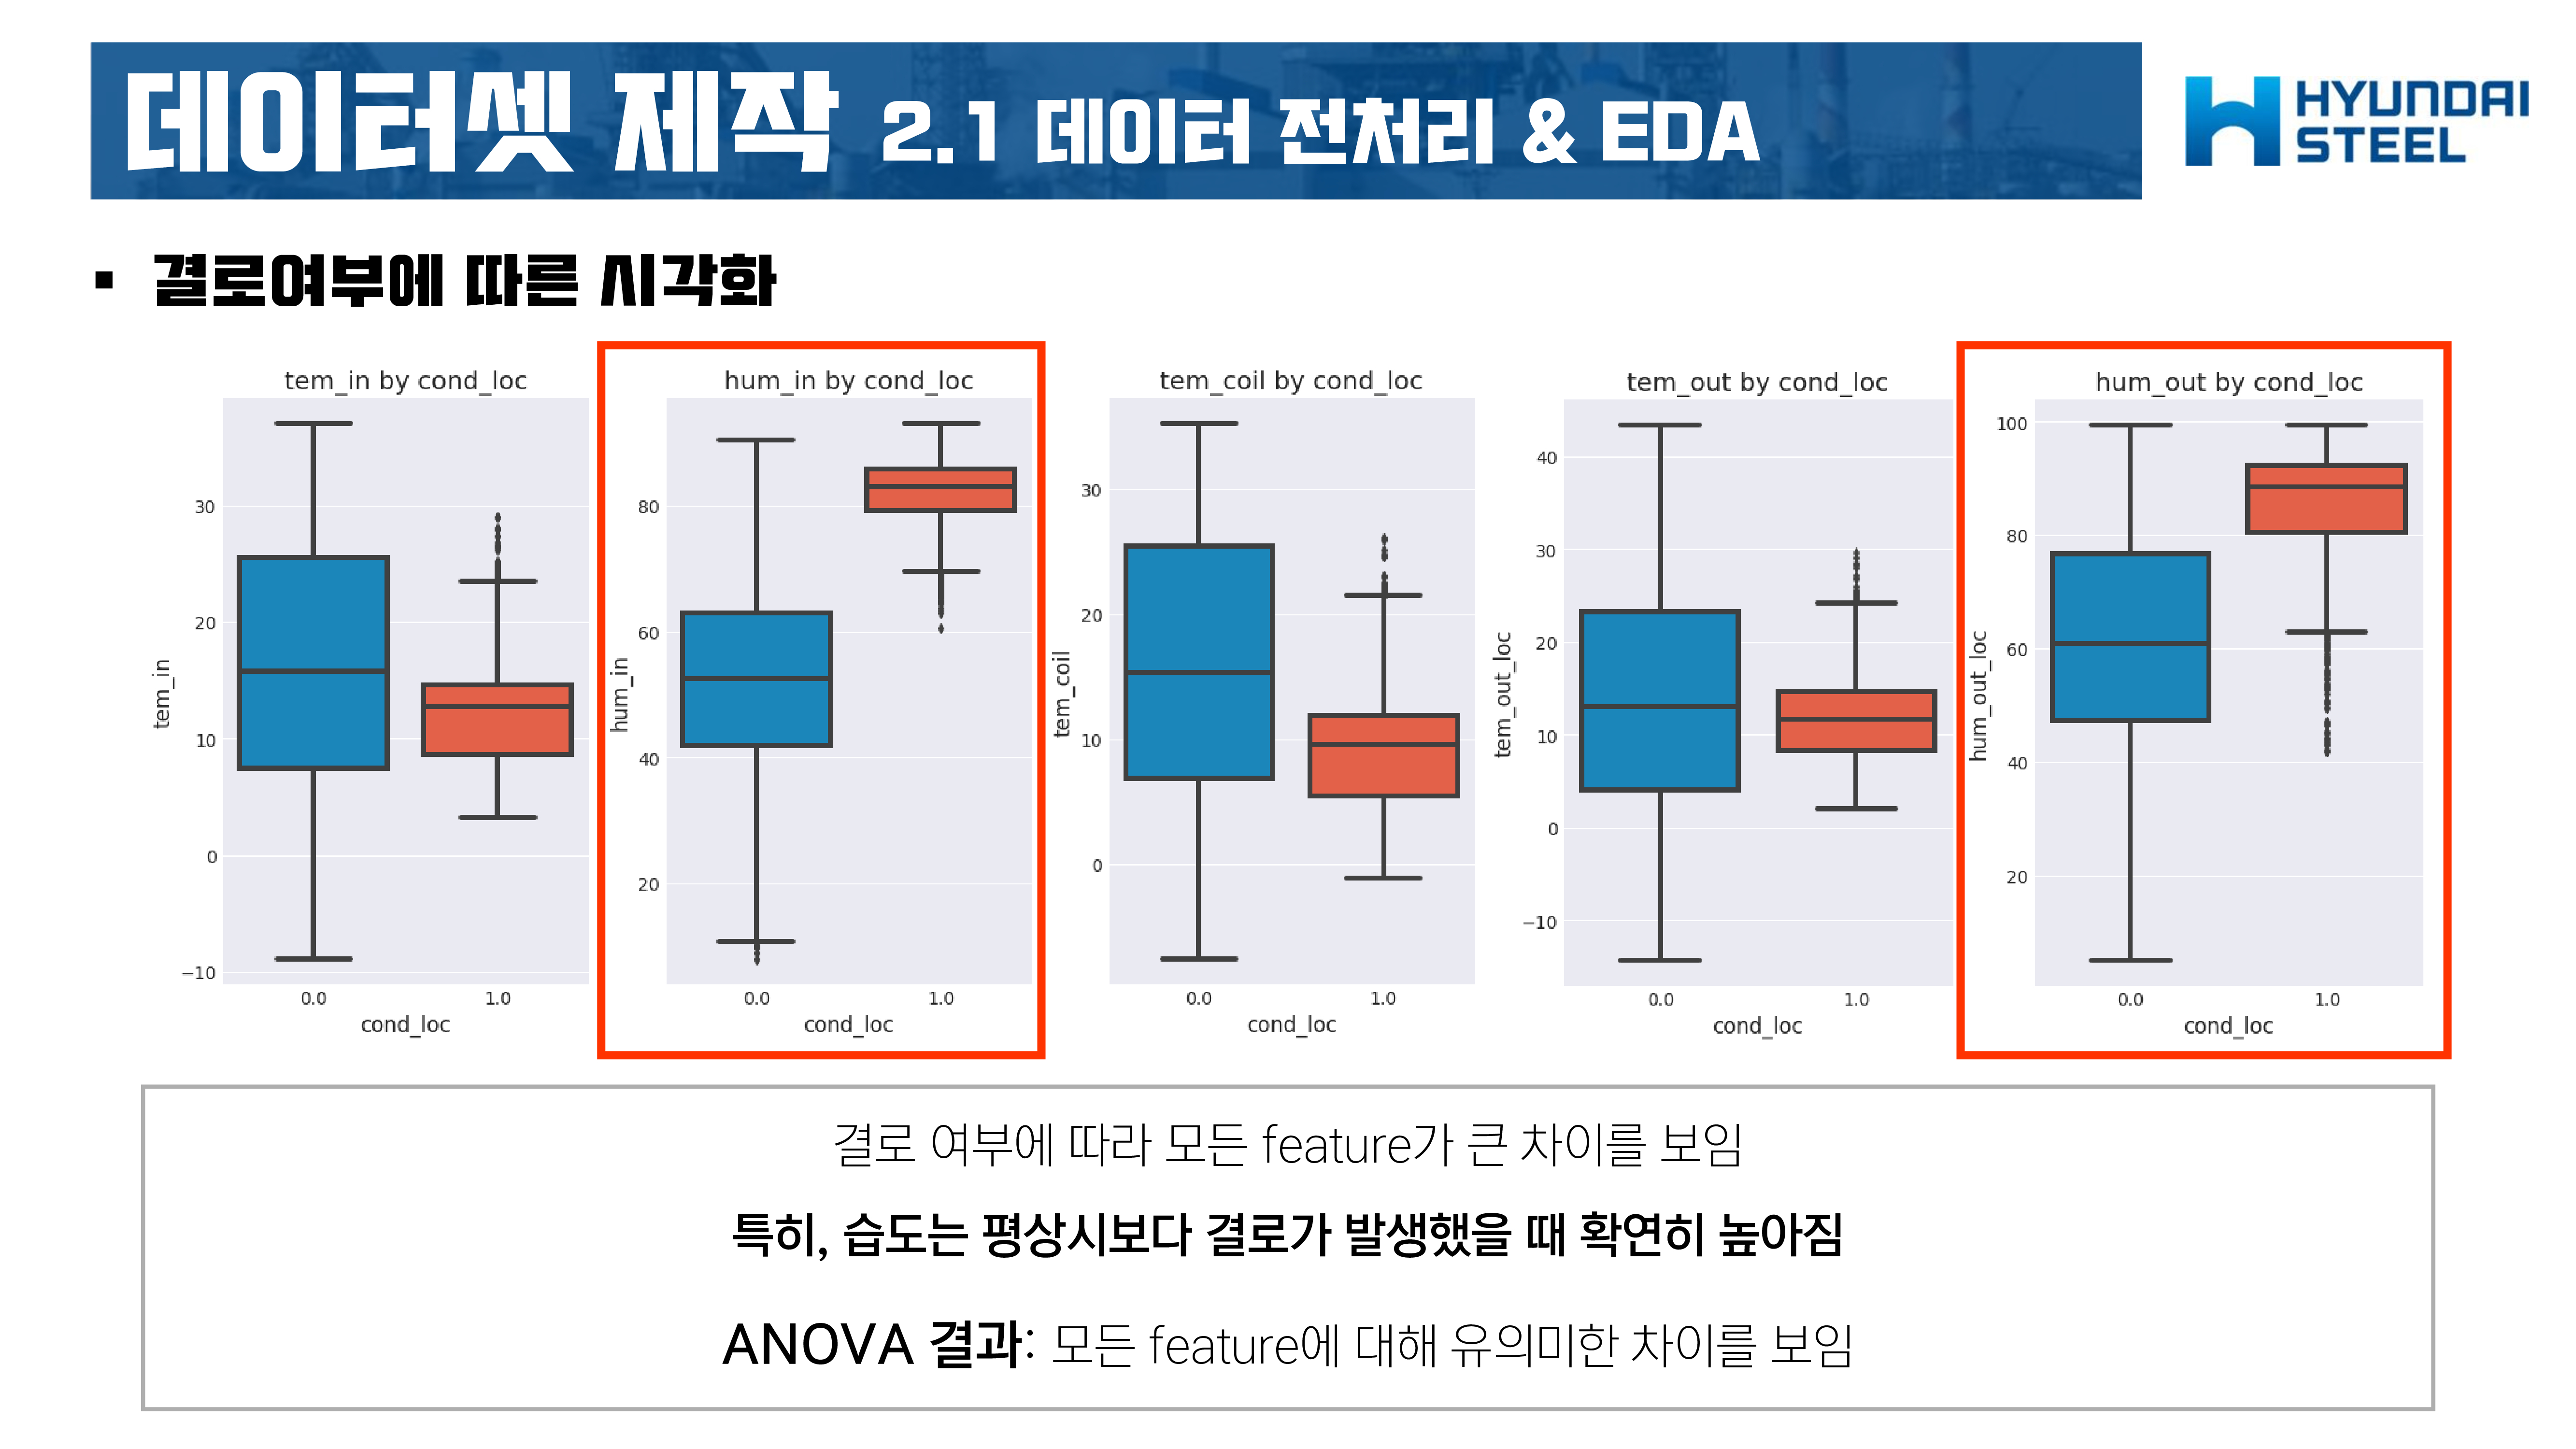 데이터셋 제작 2.1 데이터 전처리 & EDA
HYUNDAI
STEEL
▪ 결로여부에 따른 시각화
tem_in by cond_loc
tem_in
30
20
10
0
−10
0.0 1.0
cond_loc
hum_in by cond_loc
hum_in
80
60
40
20
0.0 1.0
cond_loc
tem_coil by cond_loc
tem_coil
30
20
10
0
0.0 1.0
cond_loc
tem_out by cond_loc
tem_out_loc
40
30
20
10
0
−10
0.0 1.0
cond_loc
hum_out by cond_loc
hum_out_loc
100
80
60
40
20
0.0 1.0
cond_loc
결로 여부에 따라 모든 feature가 큰 차이를 보임
특히, 습도는 평상시보다 결로가 발생했을 때 확연히 높아짐
ANOVA 결과: 모든 feature에 대해 유의미한 차이를 보임